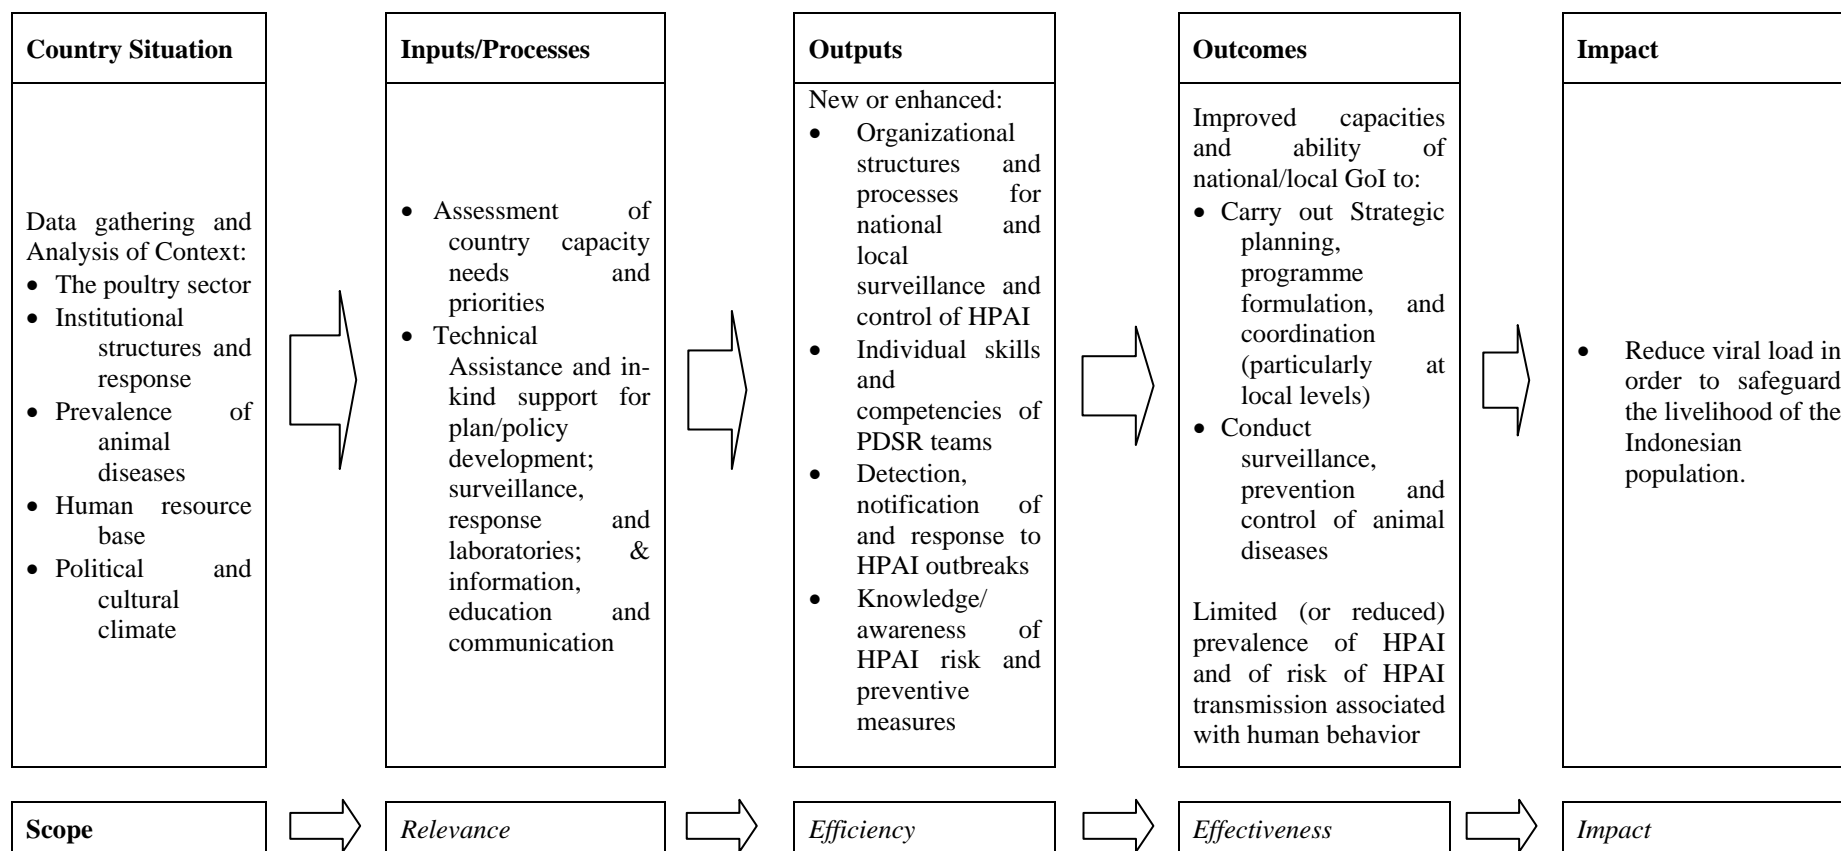 Country Situation
Data gathering and
Analysis of Context:
• The poultry sector
• Institutional
structures and
response
• Prevalence of
animal
diseases
• Human resource
base
• Political and
cultural
climate
Inputs/Processes
• Assessment of
country capacity
needs and
priorities
• Technical
Assistance and in-
kind support for
plan/policy
development;
surveillance,
response and
laboratories; &
information,
education and
communication
Outputs
New or enhanced:
• Organizational
structures and
processes for
national and
local
surveillance and
control of HPAI
• Individual skills
and
competencies of
PDSR teams
• Detection,
notification of
and response to
HPAI outbreaks
• Knowledge/
awareness of
HPAI risk and
preventive
measures
Outcomes
Improved capacities
and ability of
national/local GoI to:
• Carry out Strategic
planning,
programme
formulation, and
coordination
(particularly at
local levels)
• Conduct
surveillance,
prevention and
control of animal
diseases
Limited (or reduced)
prevalence of HPAI
and of risk of HPAI
transmission associated
with human behavior
Impact
• Reduce viral load in
order to safeguard
the livelihood of the
Indonesian
population.
Scope
Relevance
Efficiency
Effectiveness
Impact